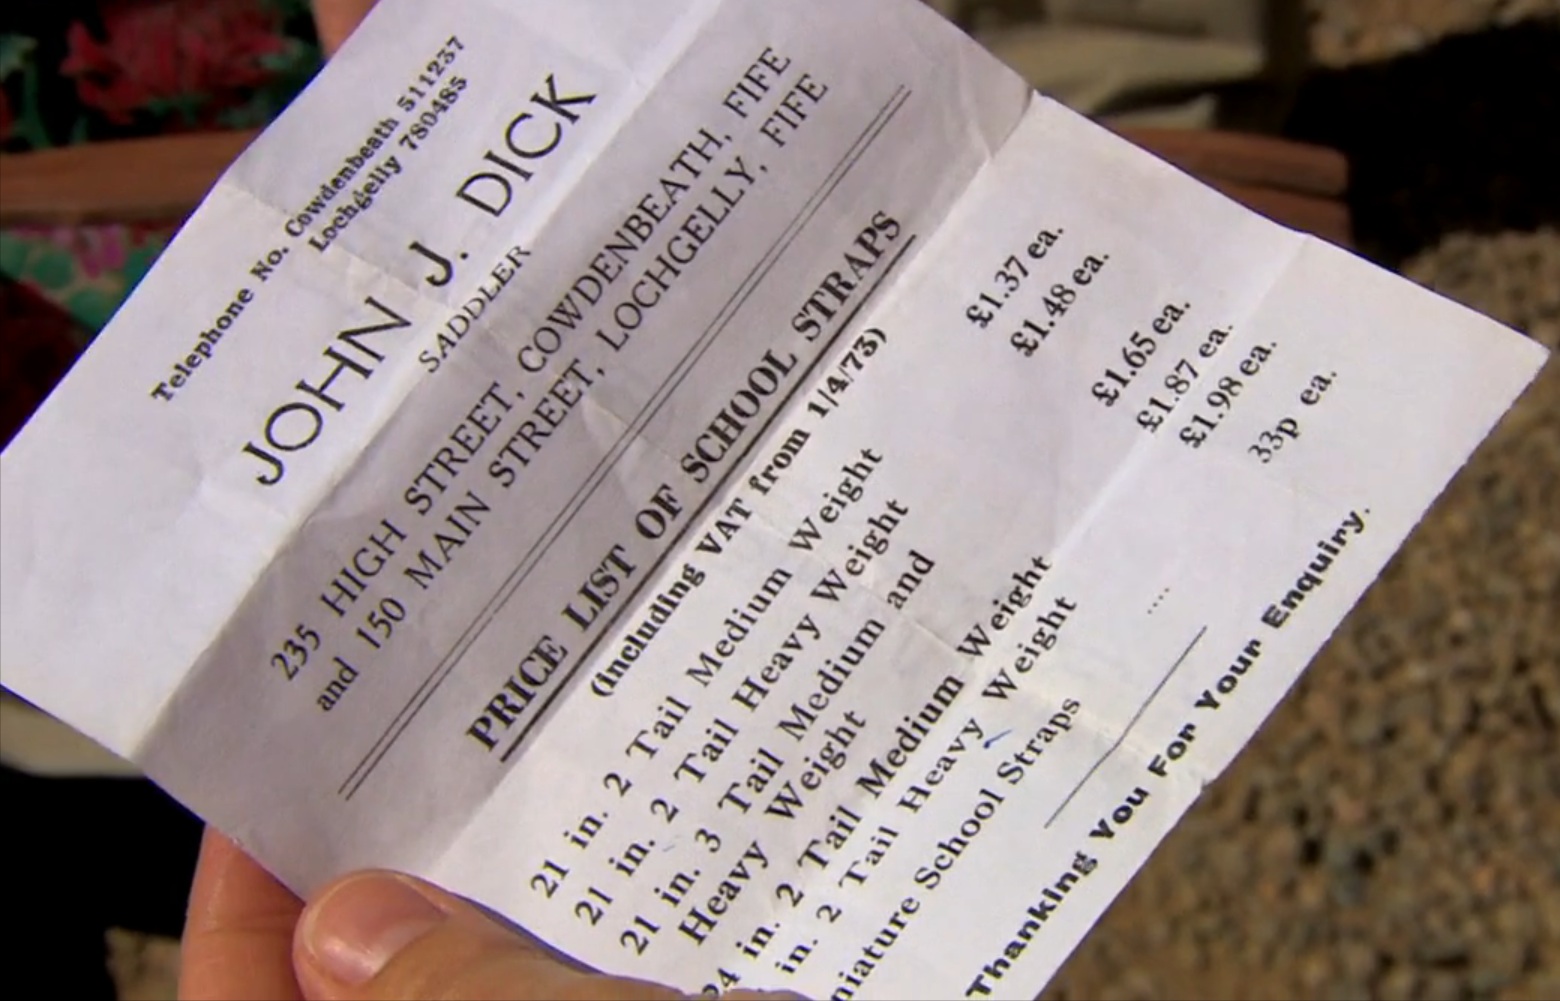 Telephone No. Cowdenbeath 511237
Lochgelly 780485
JOHN J. DICK
SADDLER
235 HIGH STREET, COWDENBEATH, FIFE
and 150 MAIN STREET, LOCHGELLY, FIFE
PRICE LIST OF SCHOOL STRAPS
(including VAT from 1/4/73)
21 in. 2 Tail Medium Weight £1.37 ea.
21 in. 2 Tail Heavy Weight £1.48 ea.
21 in. 3 Tail Medium and
Heavy Weight £1.65 ea.
24 in. 2 Tail Medium Weight £1.87 ea.
in. 2 Tail Heavy Weight £1.98 ea.
niature School Straps .... 33p ea.
Thanking You For Your Enquiry.